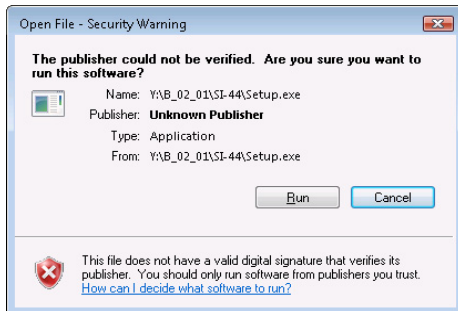 Open File - Security Warning
The publisher could not be verified.  Are you sure you want to
run this software?
Name: Y:\B_02_01\SI-44\Setup.exe
Publisher: Unknown Publisher
Type: Application
From: Y:\B_02_01\SI-44\Setup.exe
Run Cancel
This file does not have a valid digital signature that verifies its
publisher.  You should only run software from publishers you trust.
How can I decide what software to run?